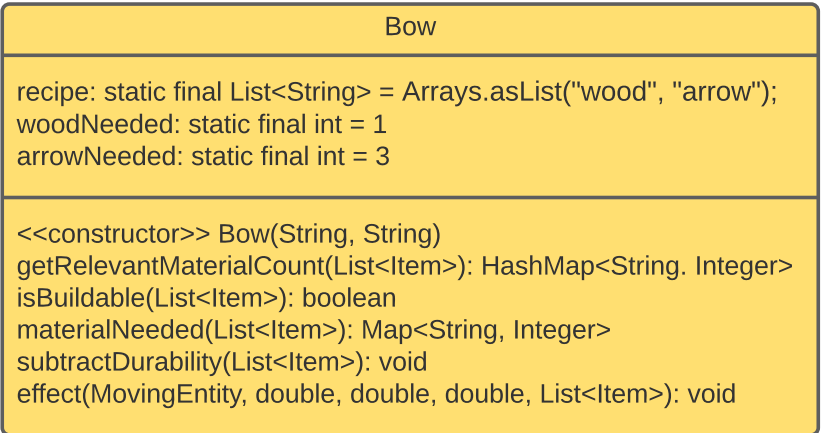 Bow
recipe: static final List<String> = Arrays.asList("wood", "arrow");
woodNeeded: static final int = 1
arrowNeeded: static final int = 3
<<constructor>> Bow(String, String)
getRelevantMaterialCount(List<Item>): HashMap<String. Integer>
isBuildable(List<Item>): boolean
materialNeeded(List<Item>): Map<String, Integer>
subtractDurability(List<Item>): void
effect(MovingEntity, double, double, double, List<Item>): void